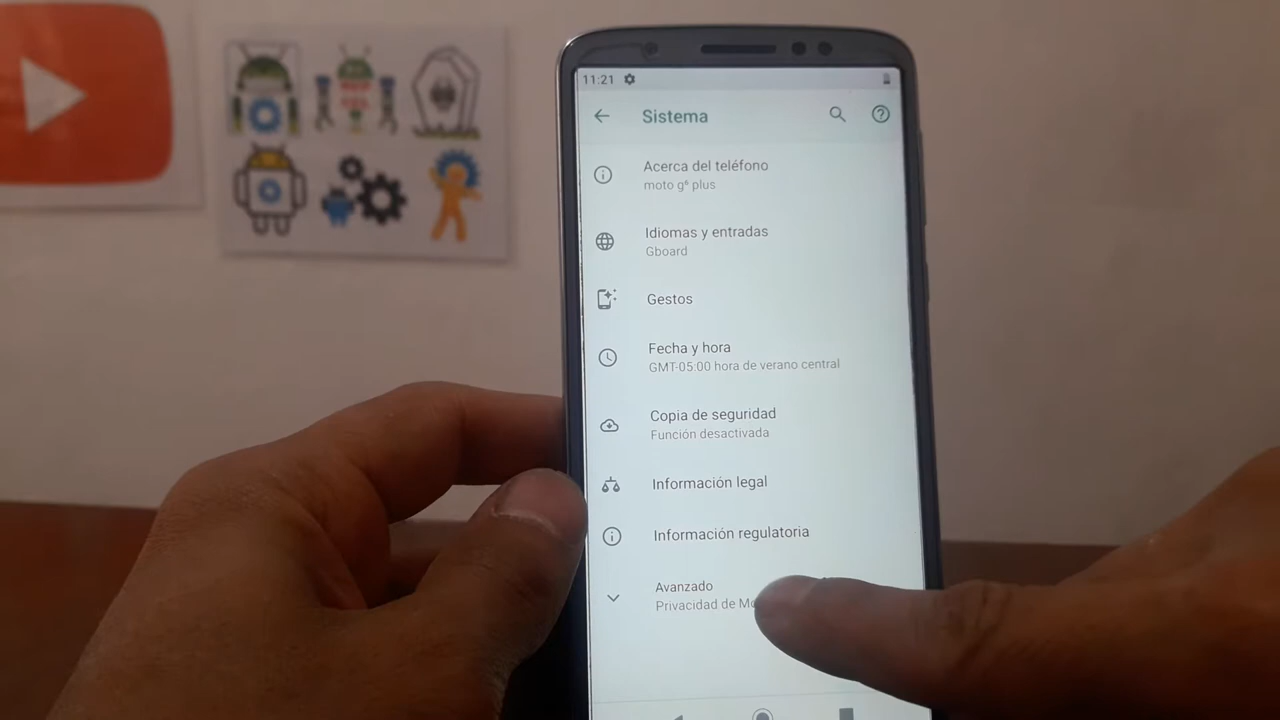 11:21
Sistema
Acerca del teléfono
moto g⁶ plus
Idiomas y entradas
Gboard
Gestos
Fecha y hora
GMT-05:00 hora de verano central
Copia de seguridad
Función desactivada
Información legal
Información regulatoria
Avanzado
Privacidad de